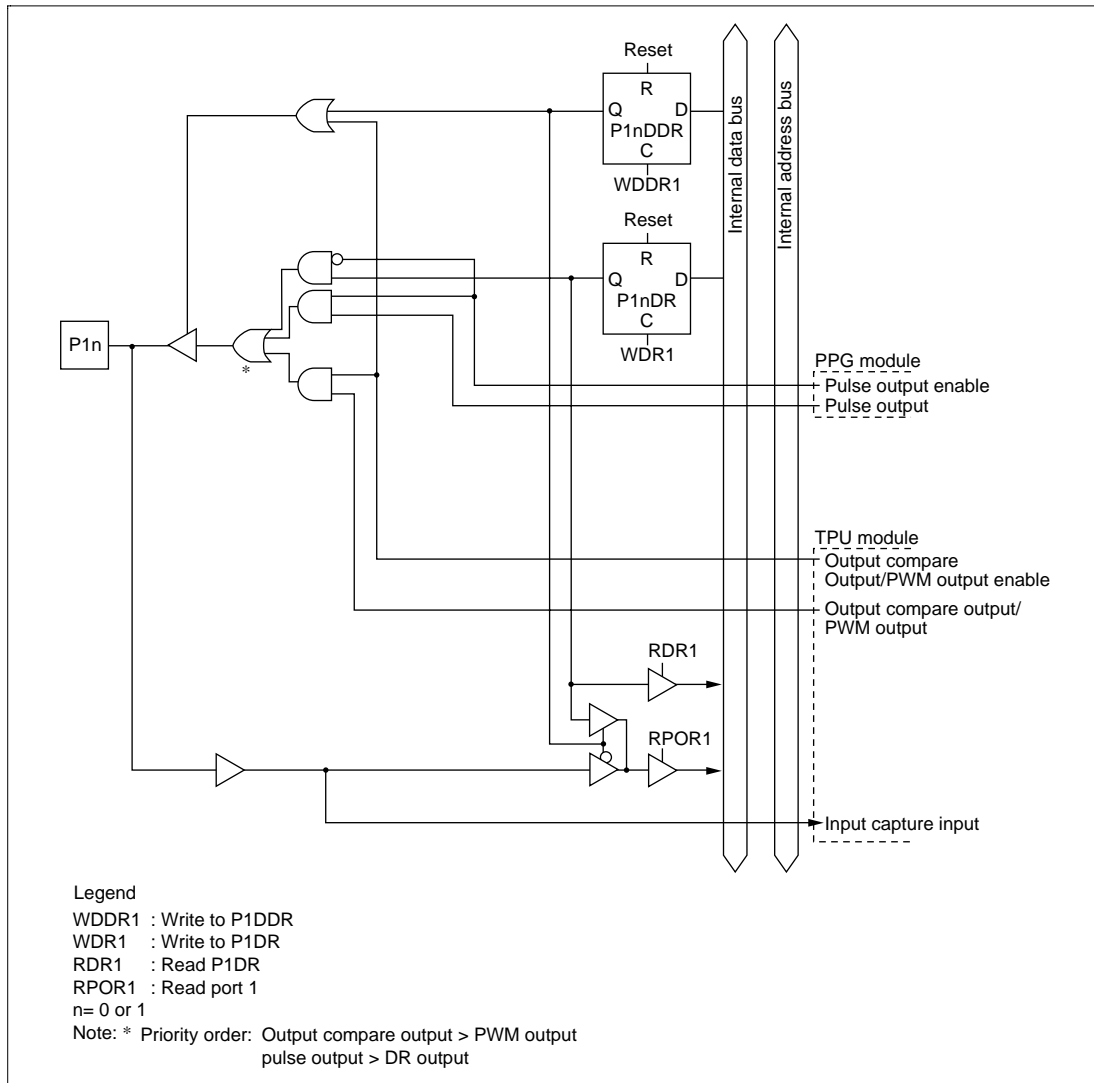 Reset
R
Q D
P1nDDR
C
WDDR1
Internal data bus
Internal address bus
Reset
R
Q D
P1nDR
C
WDR1
P1n
*
PPG module
Pulse output enable
Pulse output
TPU module
Output compare
Output/PWM output enable
Output compare output/
PWM output
RDR1
RPOR1
Input capture input
Legend
WDDR1 : Write to P1DDR
WDR1 : Write to P1DR
RDR1 : Read P1DR
RPOR1 : Read port 1
n= 0 or 1
Note: * Priority order: Output compare output > PWM output
pulse output > DR output